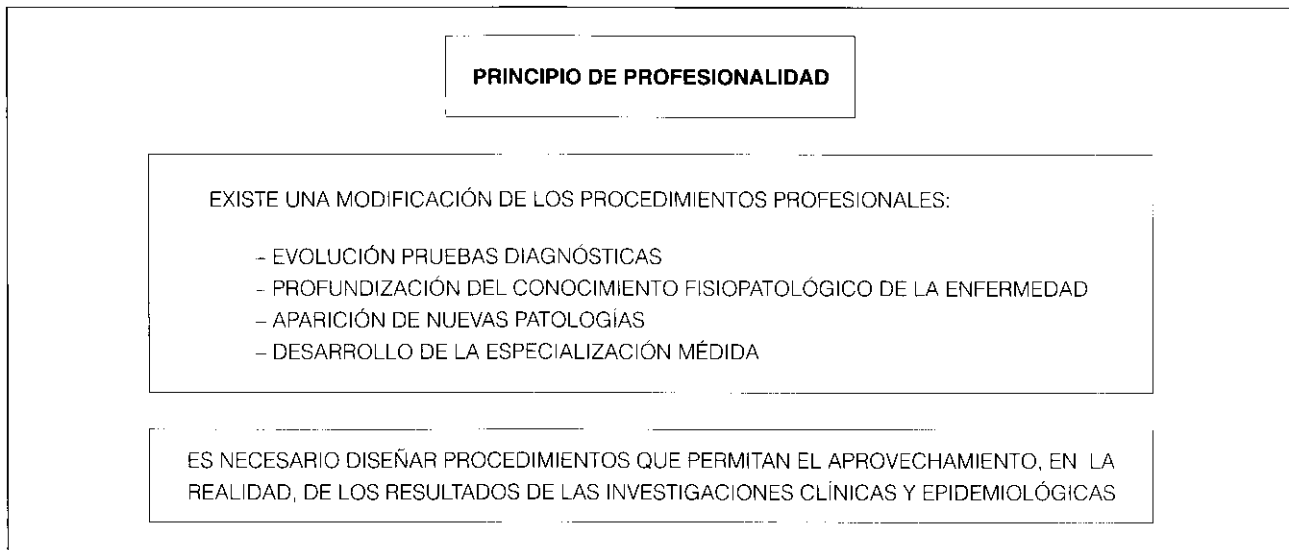 PRINCIPIO DE PROFESIONALIDAD
EXISTE UNA MODIFICACIÓN DE LOS PROCEDIMIENTOS PROFESIONALES:
– EVOLUCIÓN PRUEBAS DIAGNÓSTICAS
– PROFUNDIZACIÓN DEL CONOCIMIENTO FISIOPATOLÓGICO DE LA ENFERMEDAD
– APARICIÓN DE NUEVAS PATOLOGÍAS
– DESARROLLO DE LA ESPECIALIZACIÓN MÉDIDA
ES NECESARIO DISEÑAR PROCEDIMIENTOS QUE PERMITAN EL APROVECHAMIENTO, EN LA
REALIDAD, DE LOS RESULTADOS DE LAS INVESTIGACIONES CLÍNICAS Y EPIDEMIOLÓGICAS